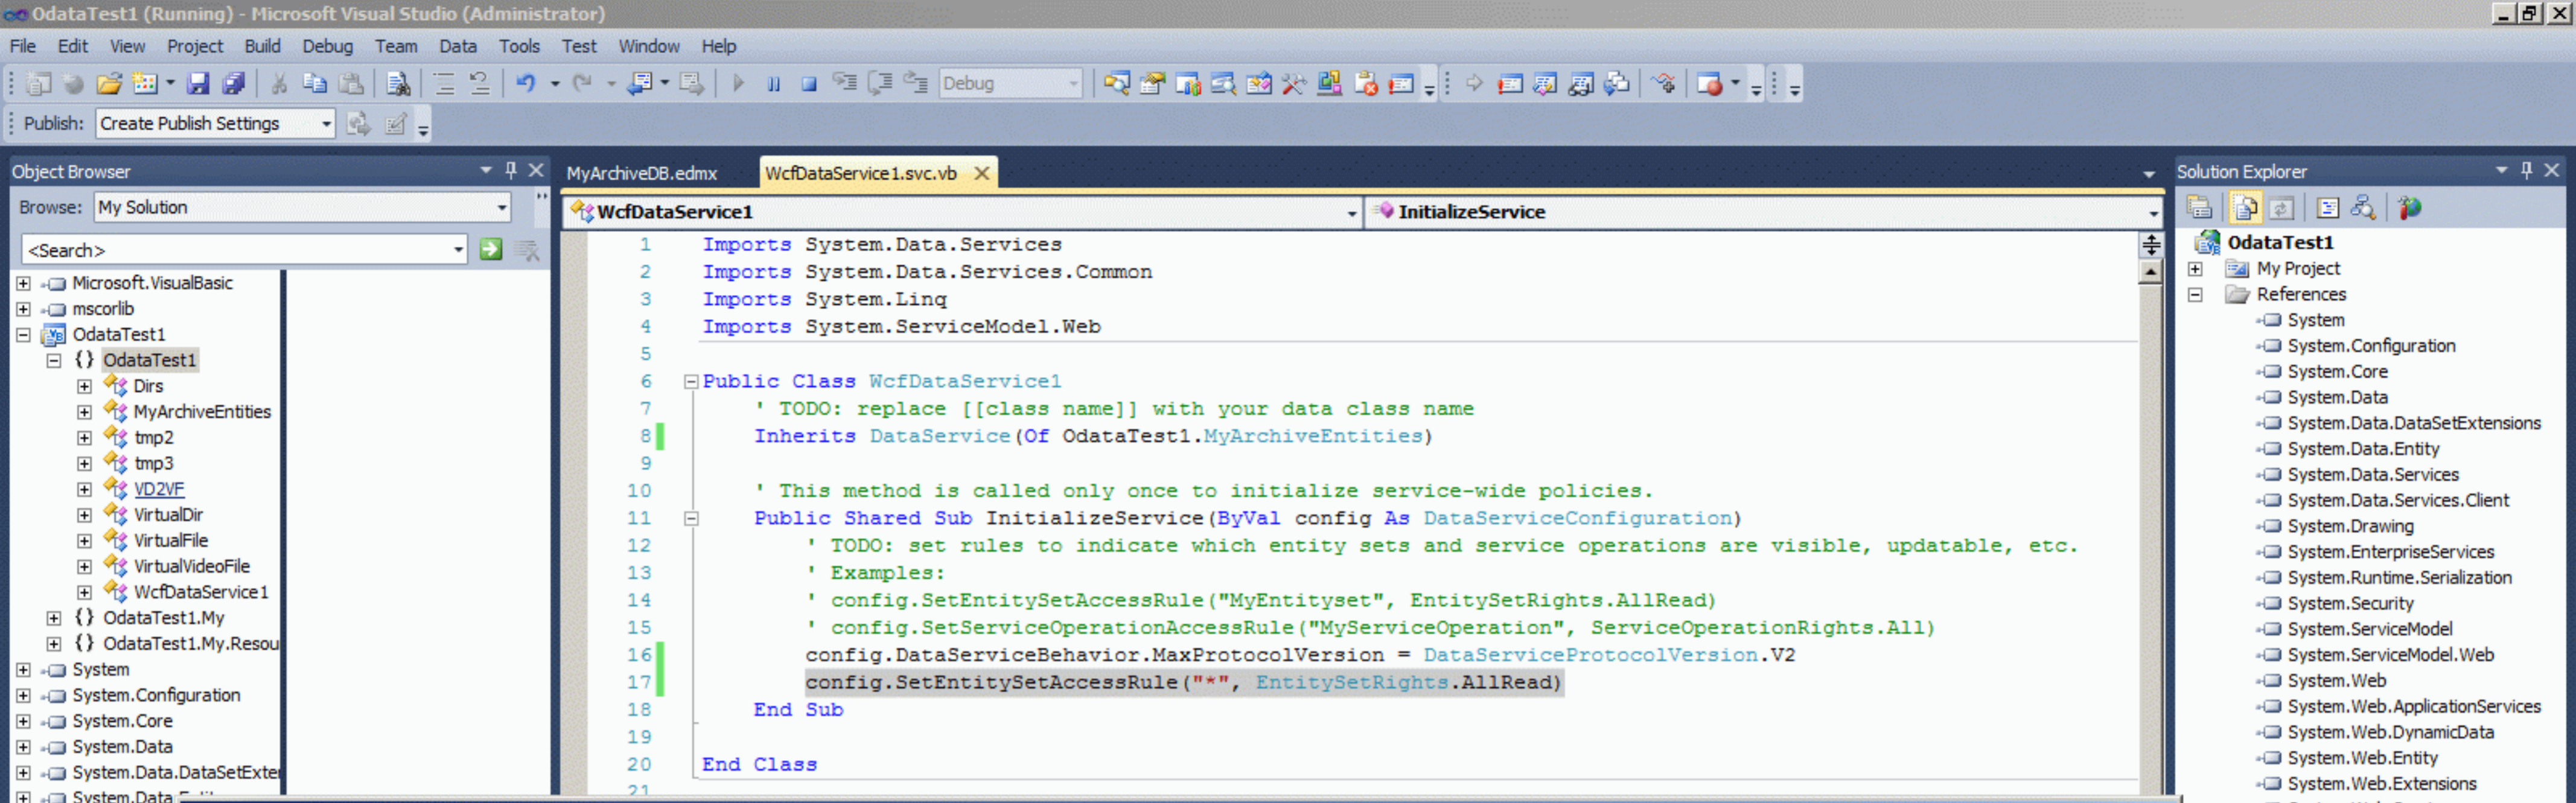 OdataTest1 (Running) - Microsoft Visual Studio (Administrator)
File Edit View Project Build Debug Team Data Tools Test Window Help
Debug
Publish: Create Publish Settings
Object Browser
Browse: My Solution
<Search>
Microsoft.VisualBasic
mscorlib
OdataTest1
{} OdataTest1
Dirs
MyArchiveEntities
tmp2
tmp3
VD2VF
VirtualDir
VirtualFile
VirtualVideoFile
WcfDataService1
{} OdataTest1.My
{} OdataTest1.My.Resou
System
System.Configuration
System.Core
System.Data
System.Data.DataSetExte
System.Data
MyArchiveDB.edmx WcfDataService1.svc.vb
WcfDataService1 InitializeService
1 Imports System.Data.Services
2 Imports System.Data.Services.Common
3 Imports System.Linq
4 Imports System.ServiceModel.Web
5
6 Public Class WcfDataService1
7 ' TODO: replace [[class name]] with your data class name
8 Inherits DataService(Of OdataTest1.MyArchiveEntities)
9
10 ' This method is called only once to initialize service-wide policies.
11 Public Shared Sub InitializeService(ByVal config As DataServiceConfiguration)
12 ' TODO: set rules to indicate which entity sets and service operations are visible, updatable, etc.
13 ' Examples:
14 ' config.SetEntitySetAccessRule("MyEntityset", EntitySetRights.AllRead)
15 ' config.SetServiceOperationAccessRule("MyServiceOperation", ServiceOperationRights.All)
16 config.DataServiceBehavior.MaxProtocolVersion = DataServiceProtocolVersion.V2
17 config.SetEntitySetAccessRule("*", EntitySetRights.AllRead)
18 End Sub
19
20 End Class
21
Solution Explorer
OdataTest1
My Project
References
System
System.Configuration
System.Core
System.Data
System.Data.DataSetExtensions
System.Data.Entity
System.Data.Services
System.Data.Services.Client
System.Drawing
System.EnterpriseServices
System.Runtime.Serialization
System.Security
System.ServiceModel
System.ServiceModel.Web
System.Web
System.Web.ApplicationServices
System.Web.DynamicData
System.Web.Entity
System.Web.Extensions